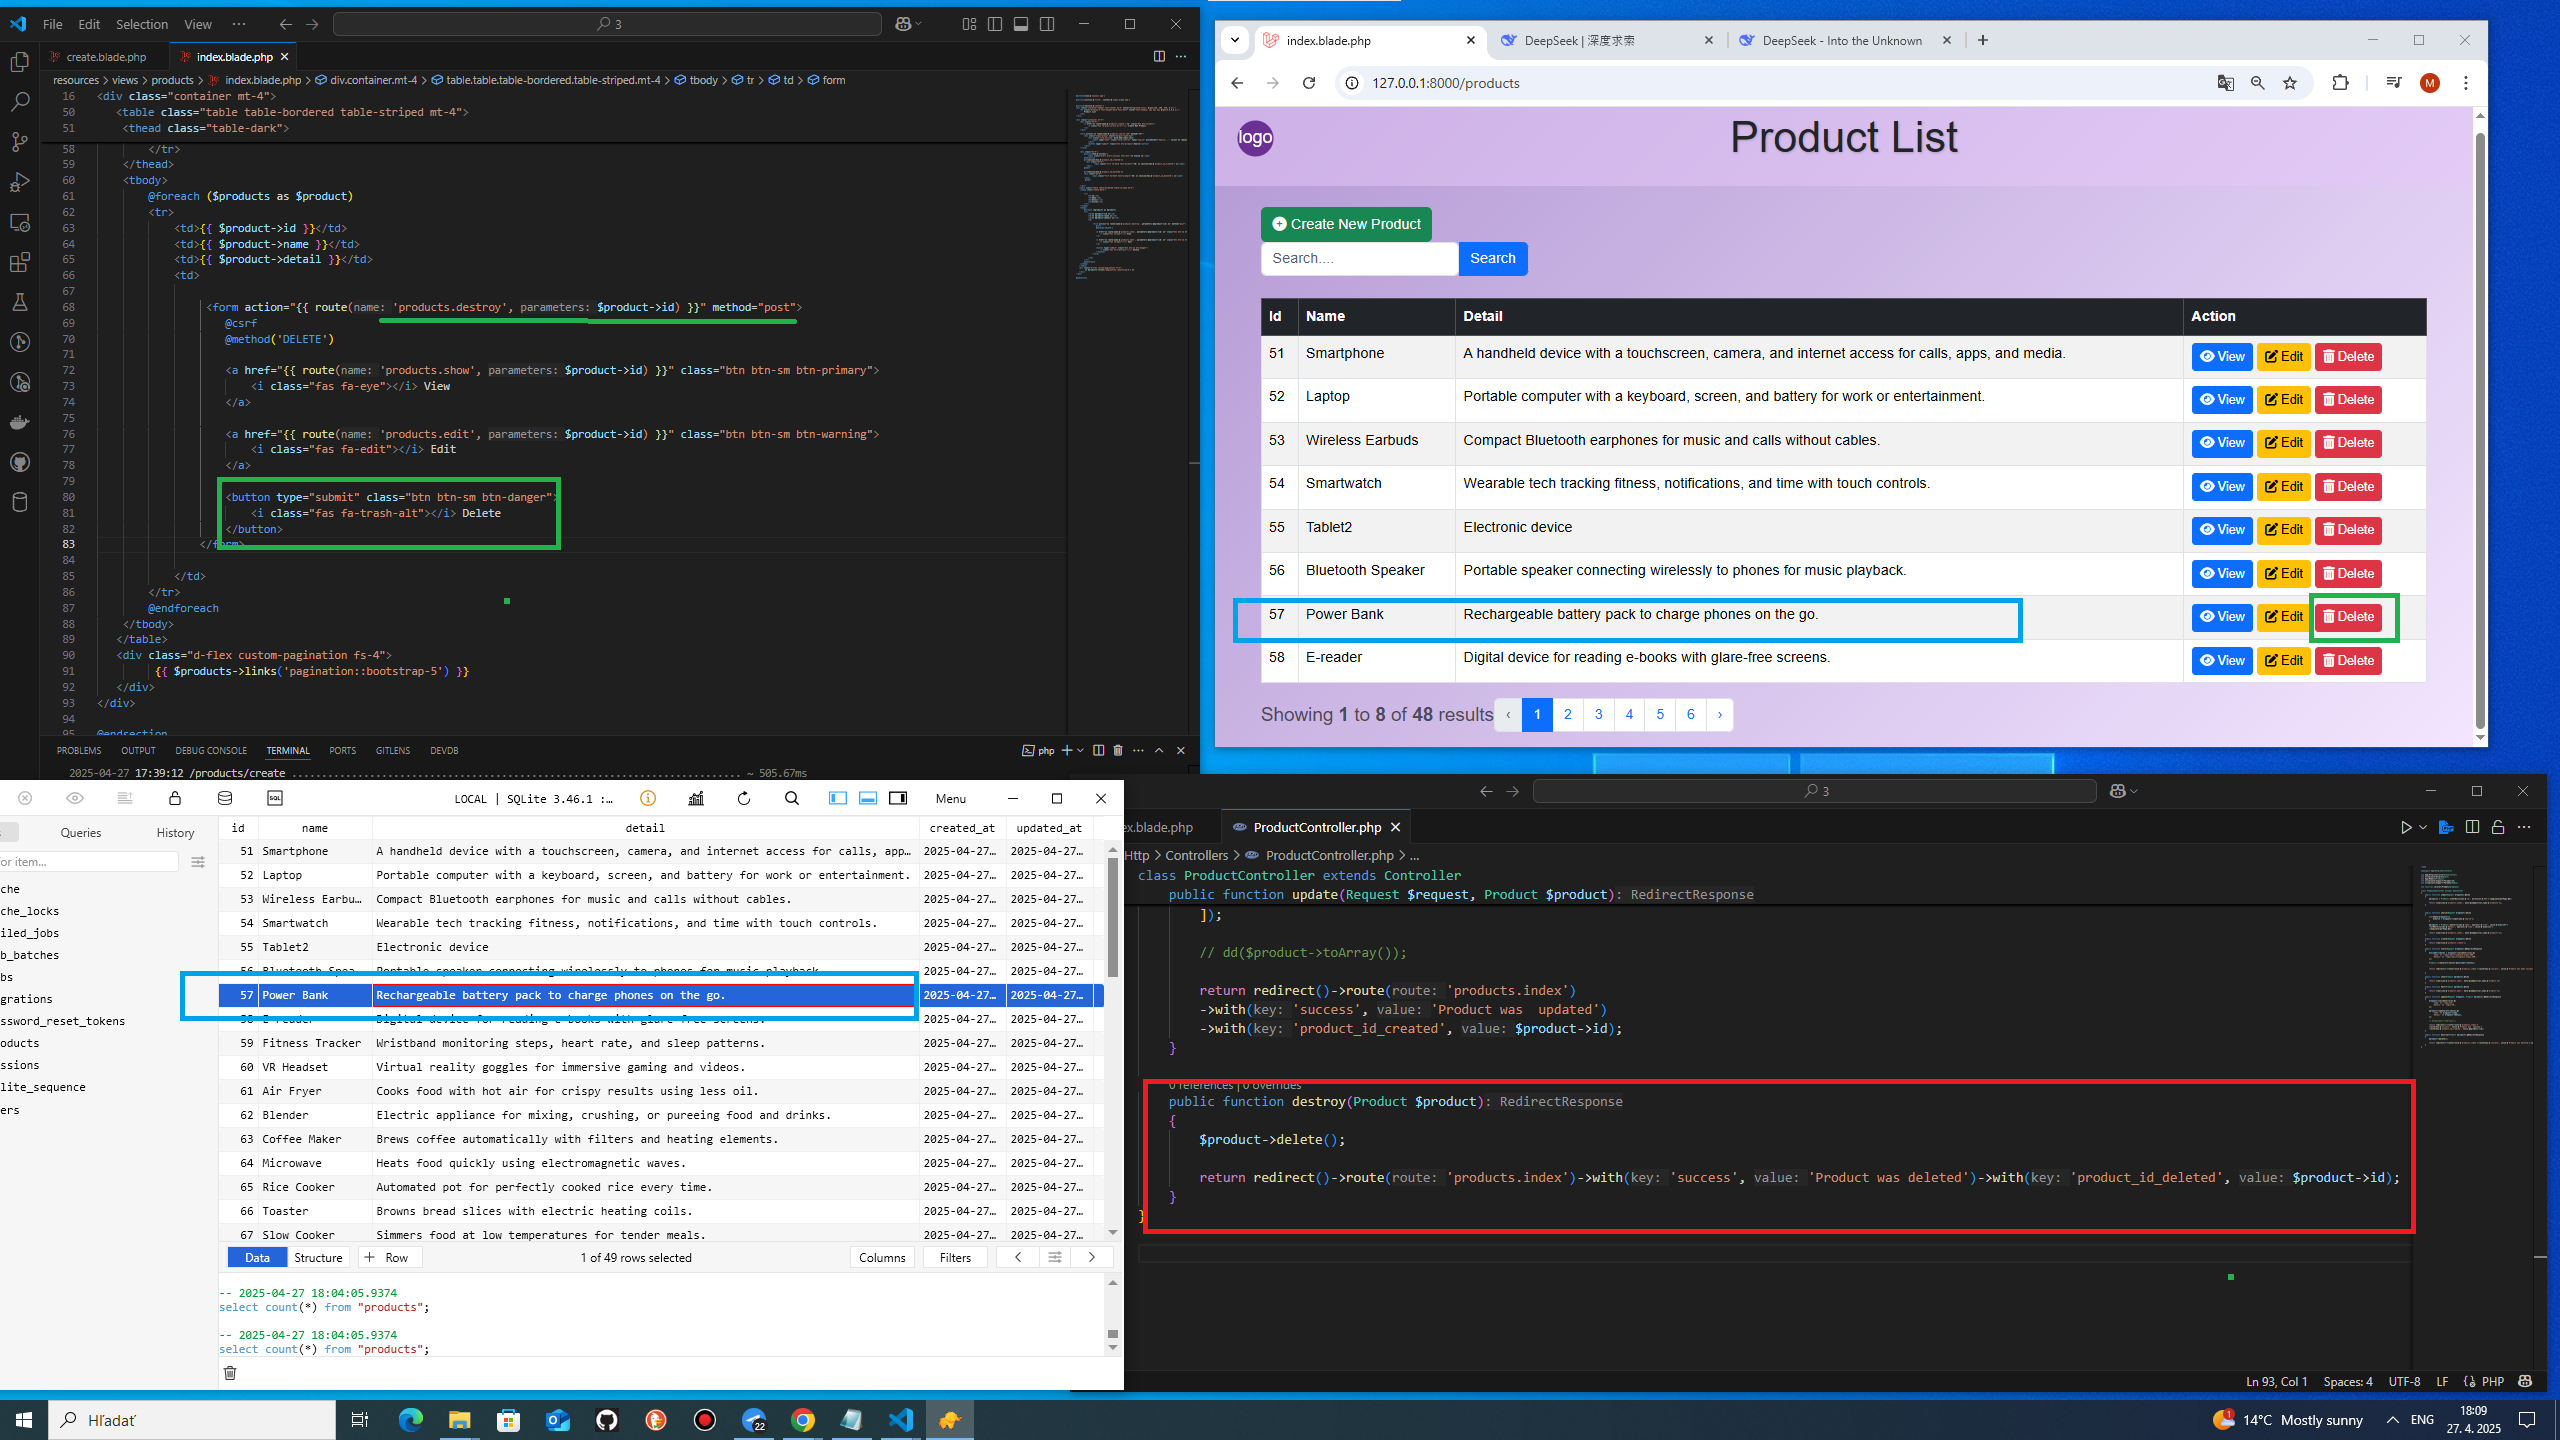 File Edit Selection View ··· 3
create.blade.php index.blade.php
resources > views > products > index.blade.php > div.container.mt-4 > table.table.table-bordered.table-striped.mt-4 > tbody > tr > td > form
16 <div class="container mt-4">
50 <table class="table table-bordered table-striped mt-4">
51 <thead class="table-dark">
58 </tr>
59 </thead>
60 <tbody>
61 @foreach ($products as $product)
62 <tr>
63 <td>{{ $product->id }}</td>
64 <td>{{ $product->name }}</td>
65 <td>{{ $product->detail }}</td>
66 <td>
67
68 <form action="{{ route(name: 'products.destroy', parameters: $product->id) }}" method="post">
69 @csrf
70 @method('DELETE')
71
72 <a href="{{ route(name: 'products.show', parameters: $product->id) }}" class="btn btn-sm btn-primary">
73 <i class="fas fa-eye"></i> View
74 </a>
75
76 <a href="{{ route(name: 'products.edit', parameters: $product->id) }}" class="btn btn-sm btn-warning">
77 <i class="fas fa-edit"></i> Edit
78 </a>
79
80 <button type="submit" class="btn btn-sm btn-danger">
81 <i class="fas fa-trash-alt"></i> Delete
82 </button>
83 </form>
84
85 </td>
86 </tr>
87 @endforeach
88 </tbody>
89 </table>
90 <div class="d-flex custom-pagination fs-4">
91 {{ $products->links('pagination::bootstrap-5') }}
92 </div>
93 </div>
94
95 @endsection
PROBLEMS OUTPUT DEBUG CONSOLE TERMINAL PORTS GITLENS DEVDB php
2025-04-27 17:39:12 /products/create ~ 505.67ms
index.blade.php DeepSeek | 深度求索 DeepSeek - Into the Unknown
127.0.0.1:8000/products M
logo Product List
Create New Product
Search.... Search
Id Name Detail Action
51 Smartphone A handheld device with a touchscreen, camera, and internet access for calls, apps, and media. View Edit Delete
52 Laptop Portable computer with a keyboard, screen, and battery for work or entertainment. View Edit Delete
53 Wireless Earbuds Compact Bluetooth earphones for music and calls without cables. View Edit Delete
54 Smartwatch Wearable tech tracking fitness, notifications, and time with touch controls. View Edit Delete
55 Tablet2 Electronic device View Edit Delete
56 Bluetooth Speaker Portable speaker connecting wirelessly to phones for music playback. View Edit Delete
57 Power Bank Rechargeable battery pack to charge phones on the go. View Edit Delete
58 E-reader Digital device for reading e-books with glare-free screens. View Edit Delete
Showing 1 to 8 of 48 results ‹ 1 2 3 4 5 6 ›
SQL LOCAL | SQLite 3.46.1 :… Menu
Queries History
or item...
che
che_locks
iled_jobs
b_batches
bs
grations
ssword_reset_tokens
oducts
ssions
lite_sequence
ers
id name detail created_at updated_at
51 Smartphone A handheld device with a touchscreen, camera, and internet access for calls, app… 2025-04-27… 2025-04-27…
52 Laptop Portable computer with a keyboard, screen, and battery for work or entertainment. 2025-04-27… 2025-04-27…
53 Wireless Earbu… Compact Bluetooth earphones for music and calls without cables. 2025-04-27… 2025-04-27…
54 Smartwatch Wearable tech tracking fitness, notifications, and time with touch controls. 2025-04-27… 2025-04-27…
55 Tablet2 Electronic device 2025-04-27… 2025-04-27…
56 Bluetooth Spea… Portable speaker connecting wirelessly to phones for music playback. 2025-04-27… 2025-04-27…
57 Power Bank Rechargeable battery pack to charge phones on the go. 2025-04-27… 2025-04-27…
58 E-reader Digital device for reading e-books with glare-free screens. 2025-04-27… 2025-04-27…
59 Fitness Tracker Wristband monitoring steps, heart rate, and sleep patterns. 2025-04-27… 2025-04-27…
60 VR Headset Virtual reality goggles for immersive gaming and videos. 2025-04-27… 2025-04-27…
61 Air Fryer Cooks food with hot air for crispy results using less oil. 2025-04-27… 2025-04-27…
62 Blender Electric appliance for mixing, crushing, or pureeing food and drinks. 2025-04-27… 2025-04-27…
63 Coffee Maker Brews coffee automatically with filters and heating elements. 2025-04-27… 2025-04-27…
64 Microwave Heats food quickly using electromagnetic waves. 2025-04-27… 2025-04-27…
65 Rice Cooker Automated pot for perfectly cooked rice every time. 2025-04-27… 2025-04-27…
66 Toaster Browns bread slices with electric heating coils. 2025-04-27… 2025-04-27…
67 Slow Cooker Simmers food at low temperatures for tender meals. 2025-04-27… 2025-04-27…
Data Structure + Row 1 of 49 rows selected Columns Filters
-- 2025-04-27 18:04:05.9374
select count(*) from "products";
-- 2025-04-27 18:04:05.9374
select count(*) from "products";
3
ex.blade.php ProductController.php
Http > Controllers > ProductController.php > ...
class ProductController extends Controller
public function update(Request $request, Product $product): RedirectResponse
]);
// dd($product->toArray());
return redirect()->route(route: 'products.index')
->with(key: 'success', value: 'Product was  updated')
->with(key: 'product_id_created', value: $product->id);
}
0 references | 0 overrides
public function destroy(Product $product): RedirectResponse
{
$product->delete();
return redirect()->route(route: 'products.index')->with(key: 'success', value: 'Product was deleted')->with(key: 'product_id_deleted', value: $product->id);
}
}
Ln 93, Col 1 Spaces: 4 UTF-8 LF PHP
Hľadať 22 1 14°C Mostly sunny ENG 18:09
27. 4. 2025